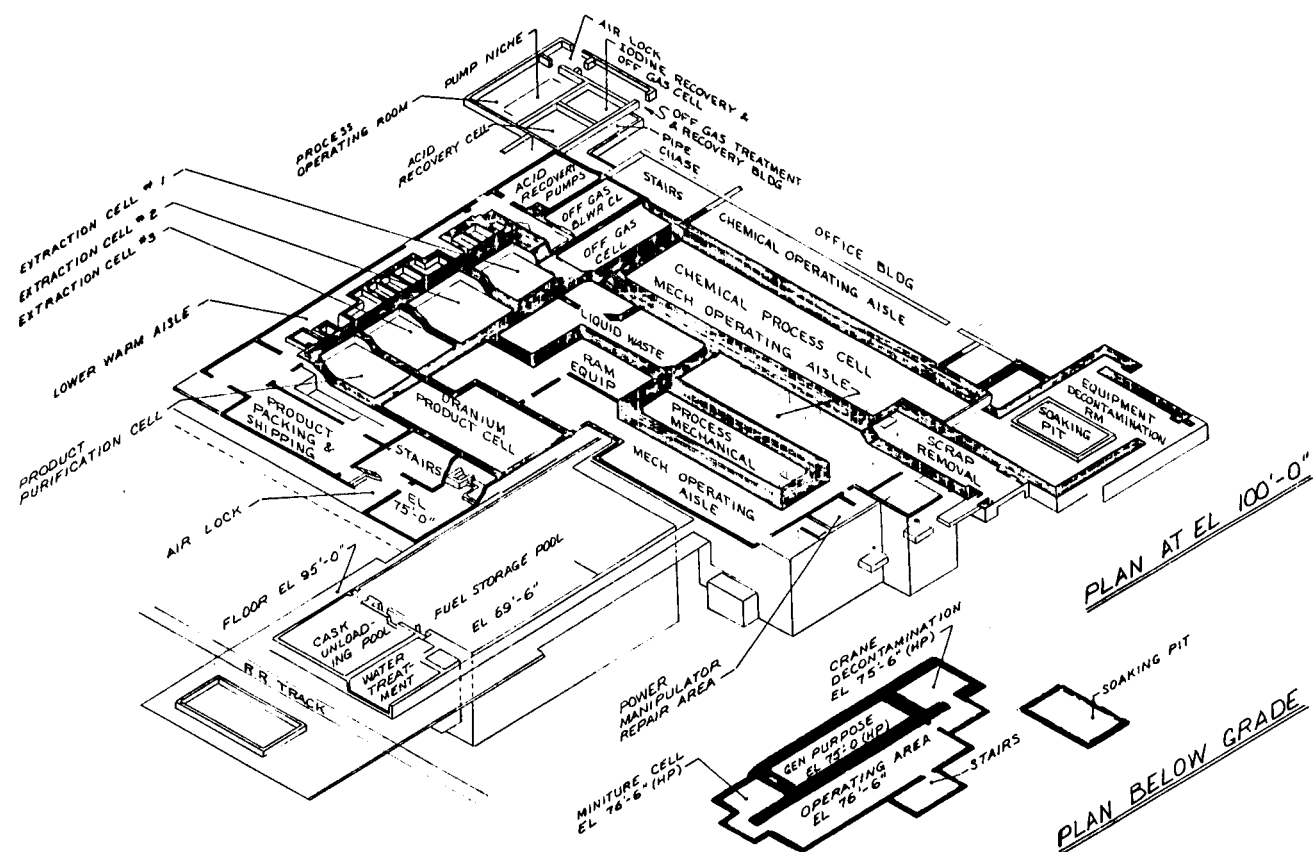 AIR LOCK
IODINE RECOVERY &
OFF GAS CELL
PUMP NICHE
PROCESS
OPERATING ROOM
ACID
RECOVERY CELL
OFF GAS TREATMENT
& RECOVERY BLDG
PIPE
CHASE
EXTRACTION CELL #1
EXTRACTION CELL #2
EXTRACTION CELL #3
ACID
RECOVERY
PUMPS
OFF GAS
BLWR CL
OFF GAS
CELL
STAIRS
CHEMICAL OPERATING AISLE
OFFICE BLDG
CHEMICAL PROCESS CELL
MECH OPERATING AISLE
LOWER WARM AISLE
LIQUID WASTE
RAM
EQUIP
PROCESS
MECHANICAL
MECH OPERATING
AISLE
SCRAP
REMOVAL
EQUIPMENT
DECONTAMINATION
RM
SOAKING
PIT
PRODUCT
PURIFICATION CELL
PRODUCT
PACKING &
SHIPPING
URANIUM
PRODUCT CELL
STAIRS
EL
75'-0"
AIR LOCK
FLOOR EL 95'-0"
FUEL STORAGE POOL
EL 69'-6"
CASK
UNLOAD-
ING POOL
WATER
TREAT-
MENT
R.R. TRACK
PLAN AT EL 100'-0"
POWER
MANIPULATOR
REPAIR AREA
CRANE
DECONTAMINATION
EL 75'-6" (HP)
SOAKING PIT
GEN PURPOSE
EL 75'-0 (HP)
OPERATING AREA
EL 76'-6"
STAIRS
MINITURE CELL
EL 76'-6" (HP)
PLAN BELOW GRADE